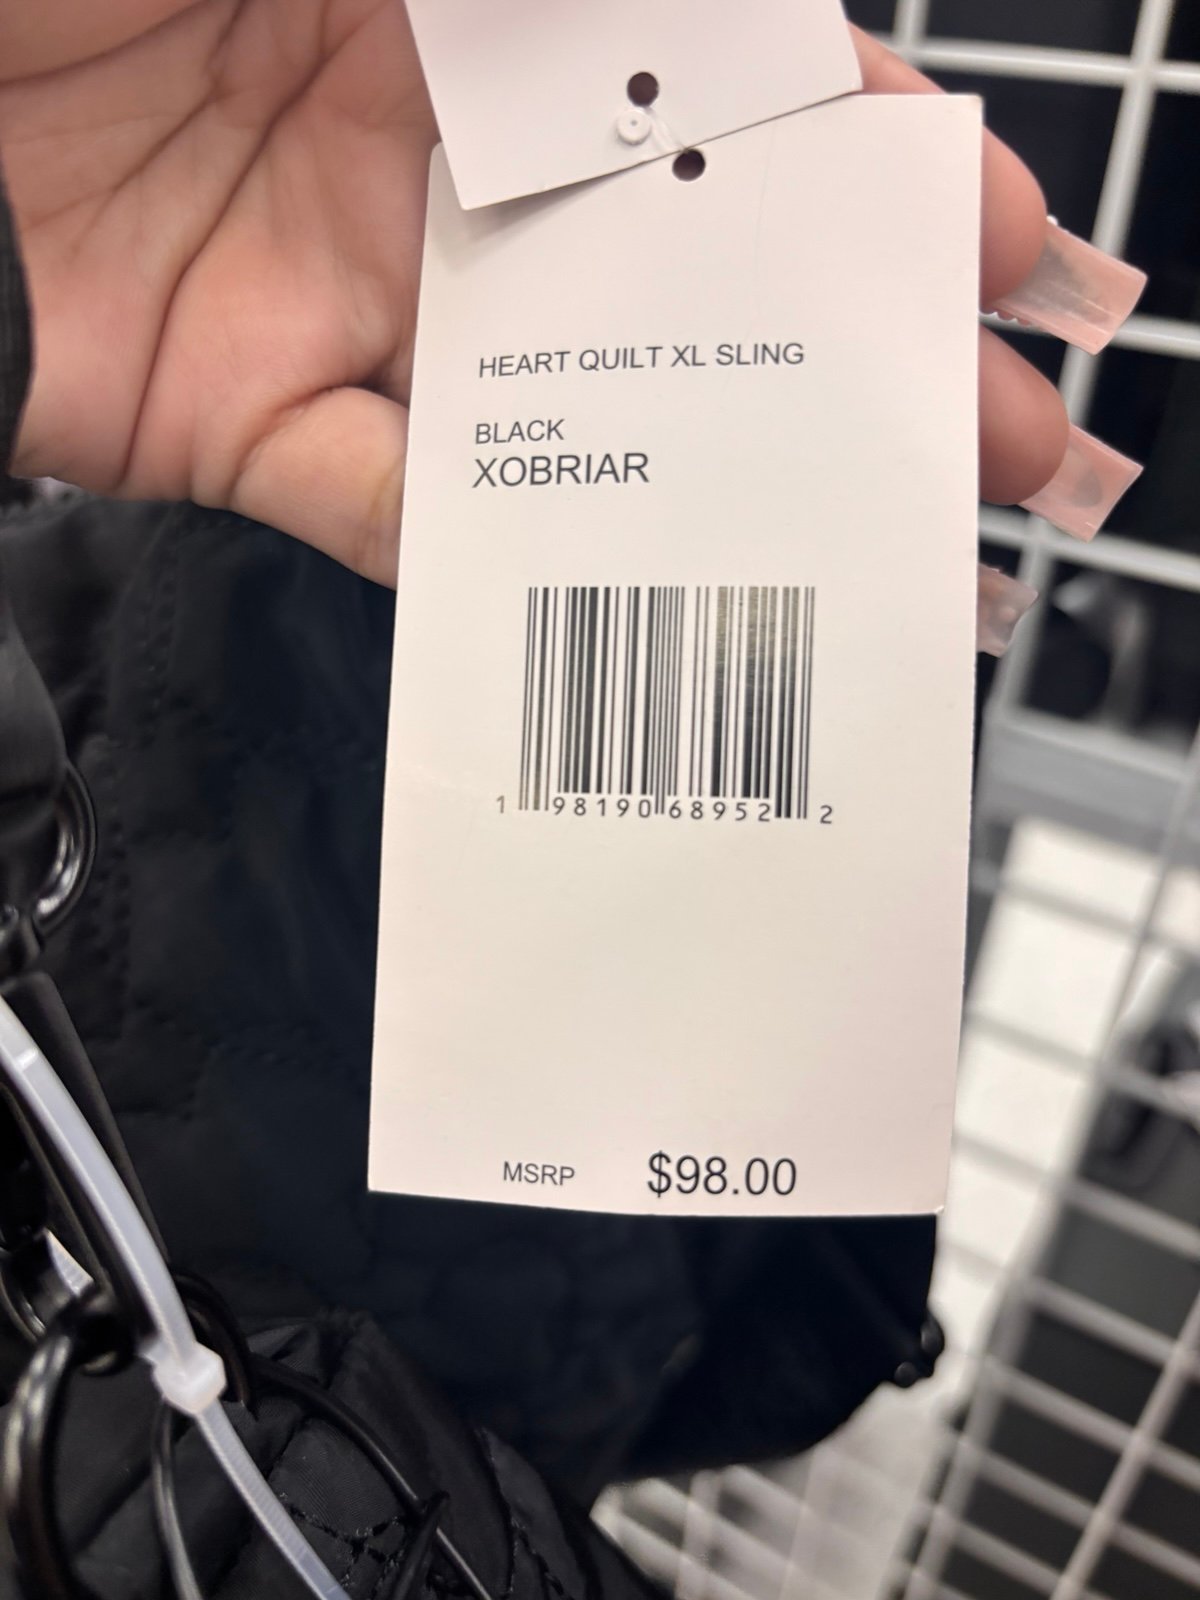 HEART QUILT XL SLING
BLACK
XOBRIAR
1 98190 68952 2
MSRP $98.00